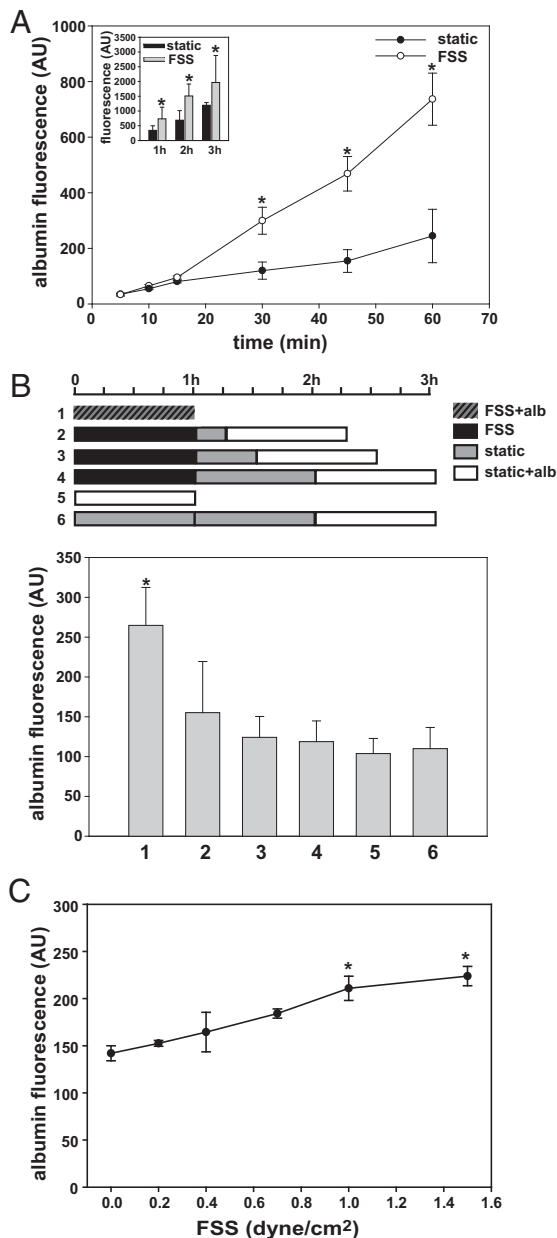 A
albumin fluorescence (AU)
1000
800
600
400
200
0
0 10 20 30 40 50 60 70
time (min)
static
FSS
*
*
*
fluorescence (AU)
3500
3000
2500
2000
1500
1000
500
0
static
FSS
*
*
*
1h 2h 3h
B
0 1h 2h 3h
1
2
3
4
5
6
FSS+alb
FSS
static
static+alb
albumin fluorescence (AU)
350
300
250
200
150
100
50
0
*
1 2 3 4 5 6
C
albumin fluorescence (AU)
300
250
200
150
100
50
0
*
*
0.0 0.2 0.4 0.6 0.8 1.0 1.2 1.4 1.6
FSS (dyne/cm²)